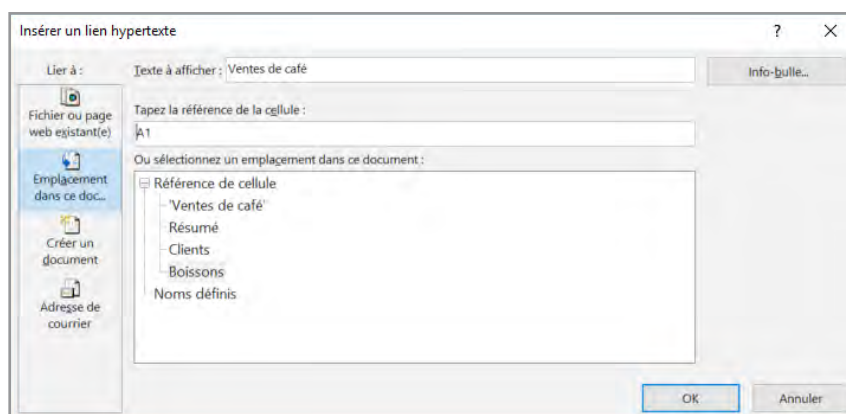 Insérer un lien hypertexte
? X
Lier à :
Texte à afficher : Ventes de café
Info-bulle...
Fichier ou page
web existant(e)
Tapez la référence de la cellule :
A1
Emplacement
dans ce doc...
Ou sélectionnez un emplacement dans ce document :
Référence de cellule
'Ventes de café'
Résumé
Clients
Boissons
Noms définis
Créer un
document
Adresse de
courrier
OK
Annuler